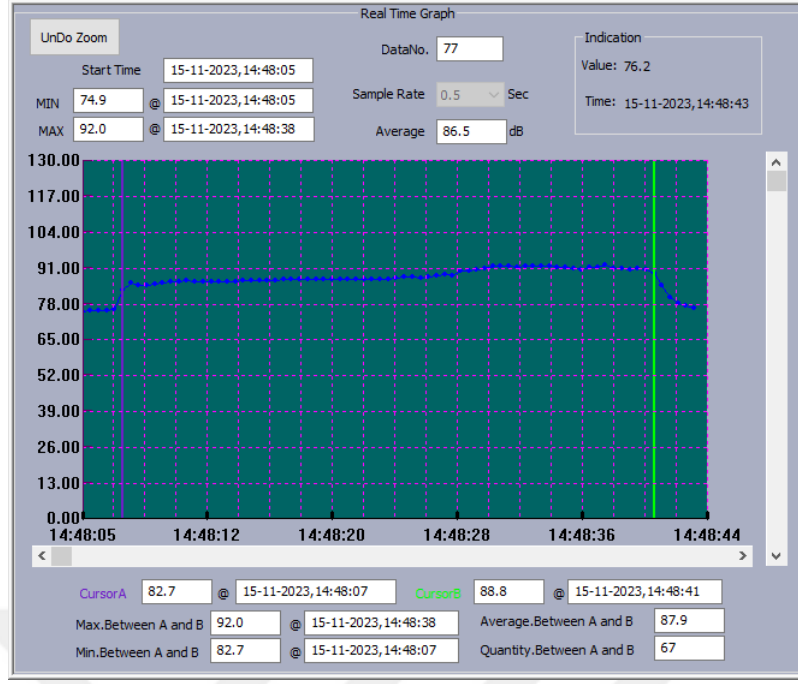 Real Time Graph
UnDo Zoom
DataNo. 77
Indication
Value: 76.2
Time: 15-11-2023,14:48:43
Start Time 15-11-2023,14:48:05
MIN 74.9 @ 15-11-2023,14:48:05
Sample Rate 0.5 Sec
MAX 92.0 @ 15-11-2023,14:48:38
Average 86.5 dB
130.00
117.00
104.00
91.00
78.00
65.00
52.00
39.00
26.00
13.00
0.00
14:48:05 14:48:12 14:48:20 14:48:28 14:48:36 14:48:44
CursorA 82.7 @ 15-11-2023,14:48:07 CursorB 88.8 @ 15-11-2023,14:48:41
Max.Between A and B 92.0 @ 15-11-2023,14:48:38 Average.Between A and B 87.9
Min.Between A and B 82.7 @ 15-11-2023,14:48:07 Quantity.Between A and B 67